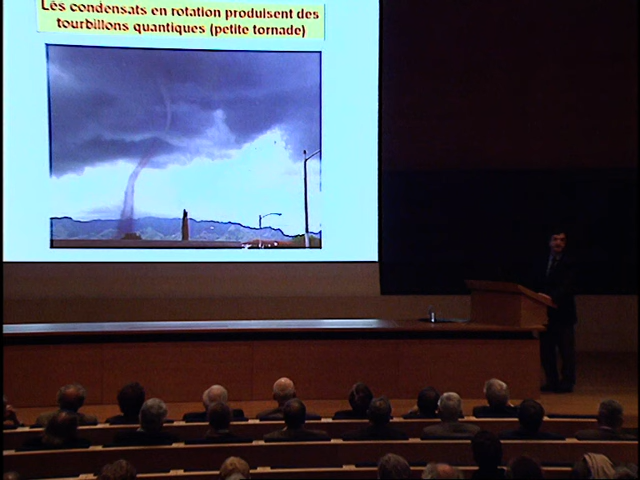 Les condensats en rotation produisent des
tourbillons quantiques (petite tornade)